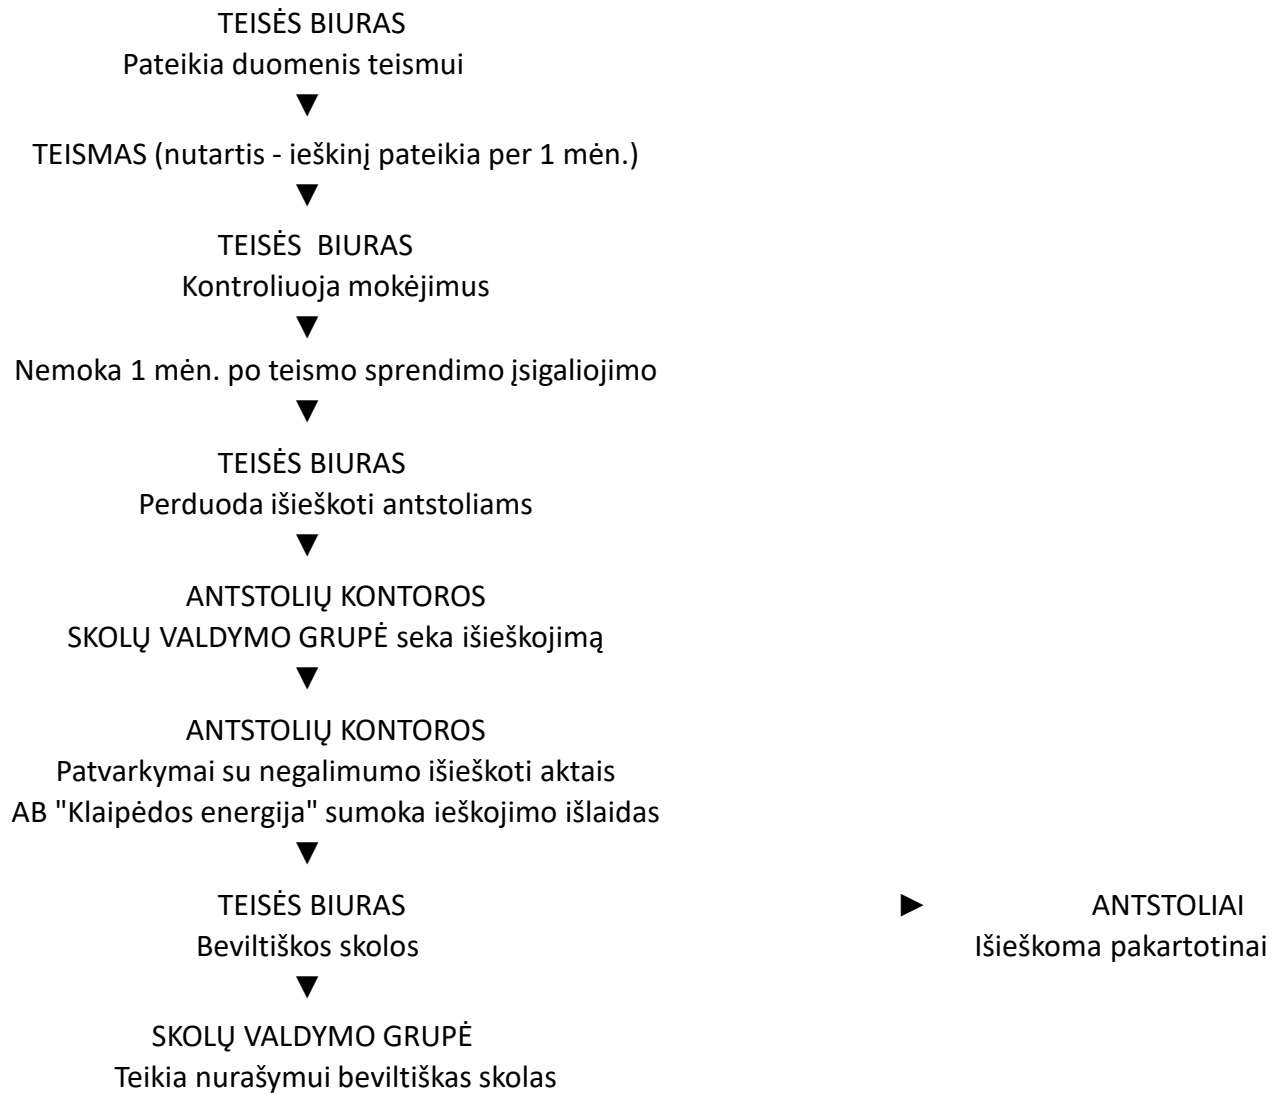 TEISĖS BIURAS
Pateikia duomenis teismui
▼
TEISMAS (nutartis - ieškinį pateikia per 1 mėn.)
▼
TEISĖS  BIURAS
Kontroliuoja mokėjimus
▼
Nemoka 1 mėn. po teismo sprendimo įsigaliojimo
▼
TEISĖS BIURAS
Perduoda išieškoti antstoliams
▼
ANTSTOLIŲ KONTOROS
SKOLŲ VALDYMO GRUPĖ seka išieškojimą
▼
ANTSTOLIŲ KONTOROS
Patvarkymai su negalimumo išieškoti aktais
AB "Klaipėdos energija" sumoka ieškojimo išlaidas
▼
TEISĖS BIURAS ► ANTSTOLIAI
Beviltiškos skolos Išieškoma pakartotinai
▼
SKOLŲ VALDYMO GRUPĖ
Teikia nurašymui beviltiškas skolas